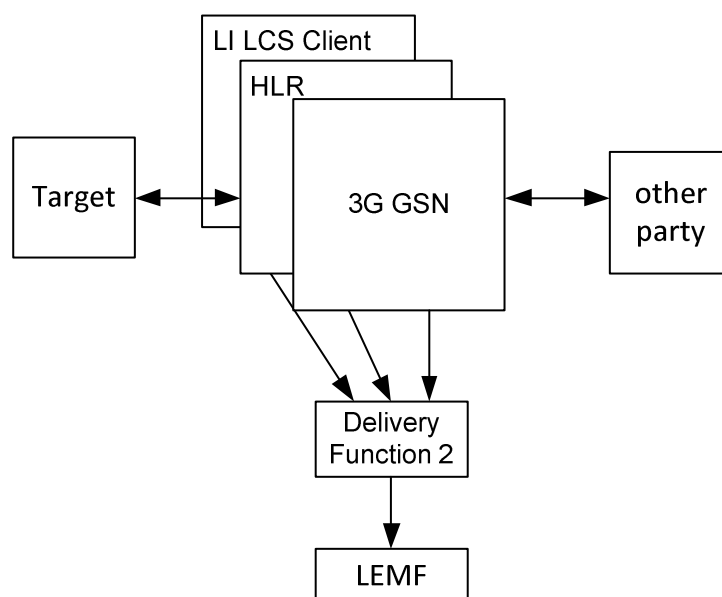 LI LCS Client
HLR
Target
3G GSN
other
party
Delivery
Function 2
LEMF